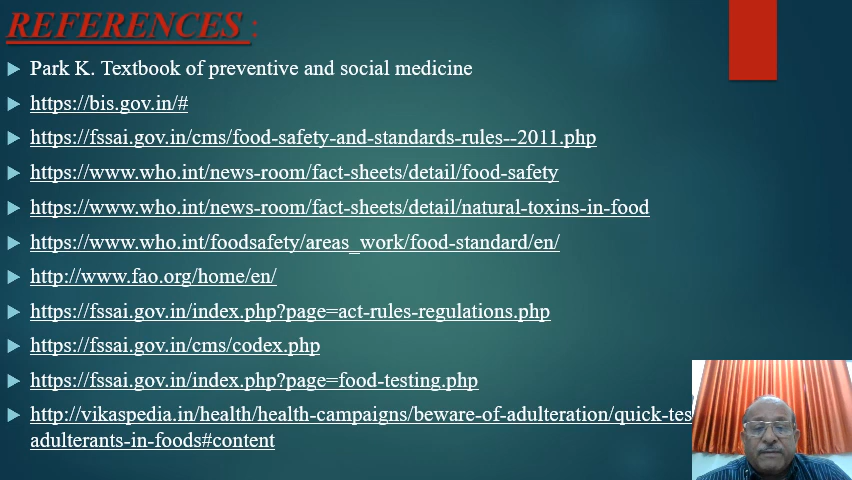 REFERENCES :
Park K. Textbook of preventive and social medicine
https://bis.gov.in/#
https://fssai.gov.in/cms/food-safety-and-standards-rules--2011.php
https://www.who.int/news-room/fact-sheets/detail/food-safety
https://www.who.int/news-room/fact-sheets/detail/natural-toxins-in-food
https://www.who.int/foodsafety/areas_work/food-standard/en/
http://www.fao.org/home/en/
https://fssai.gov.in/index.php?page=act-rules-regulations.php
https://fssai.gov.in/cms/codex.php
https://fssai.gov.in/index.php?page=food-testing.php
http://vikaspedia.in/health/health-campaigns/beware-of-adulteration/quick-tes
adulterants-in-foods#content